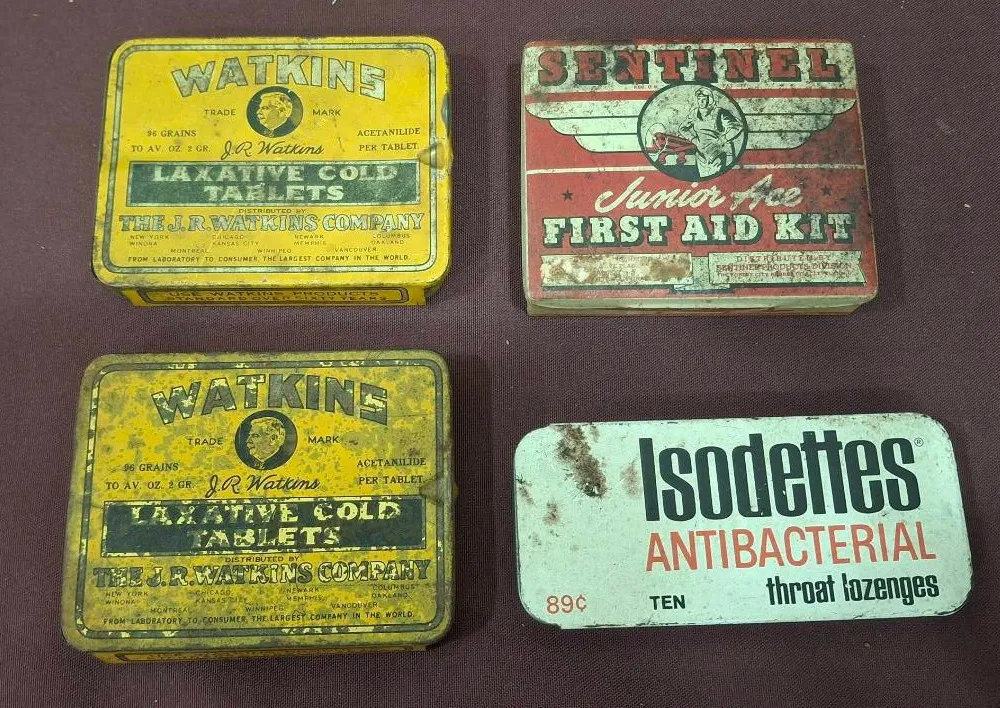 WATKINS
TRADE MARK
96 GRAINS ACETANILIDE
TO AV. OZ. 2 GR. J.R. Watkins PER TABLET
LAXATIVE COLD
TABLETS
DISTRIBUTED BY
THE J.R. WATKINS COMPANY
NEW YORK CHICAGO NEWARK COLUMBUS
WINONA KANSAS CITY MEMPHIS OAKLAND
MONTREAL WINNIPEG VANCOUVER
FROM LABORATORY TO CONSUMER, THE LARGEST COMPANY IN THE WORLD.
SENTINEL
Junior Ace
FIRST AID KIT
DISTRIBUTED BY
SENTINEL PRODUCTS DIVISION
WATKINS
TRADE MARK
96 GRAINS ACETANILIDE
TO AV. OZ. 2 GR. J.R. Watkins PER TABLET
LAXATIVE COLD
TABLETS
DISTRIBUTED BY
THE J.R. WATKINS COMPANY
NEW YORK CHICAGO NEWARK COLUMBUS
WINONA KANSAS CITY MEMPHIS OAKLAND
MONTREAL WINNIPEG VANCOUVER
FROM LABORATORY TO CONSUMER, THE LARGEST COMPANY IN THE WORLD.
Isodettes®
ANTIBACTERIAL
throat lozenges
89¢ TEN